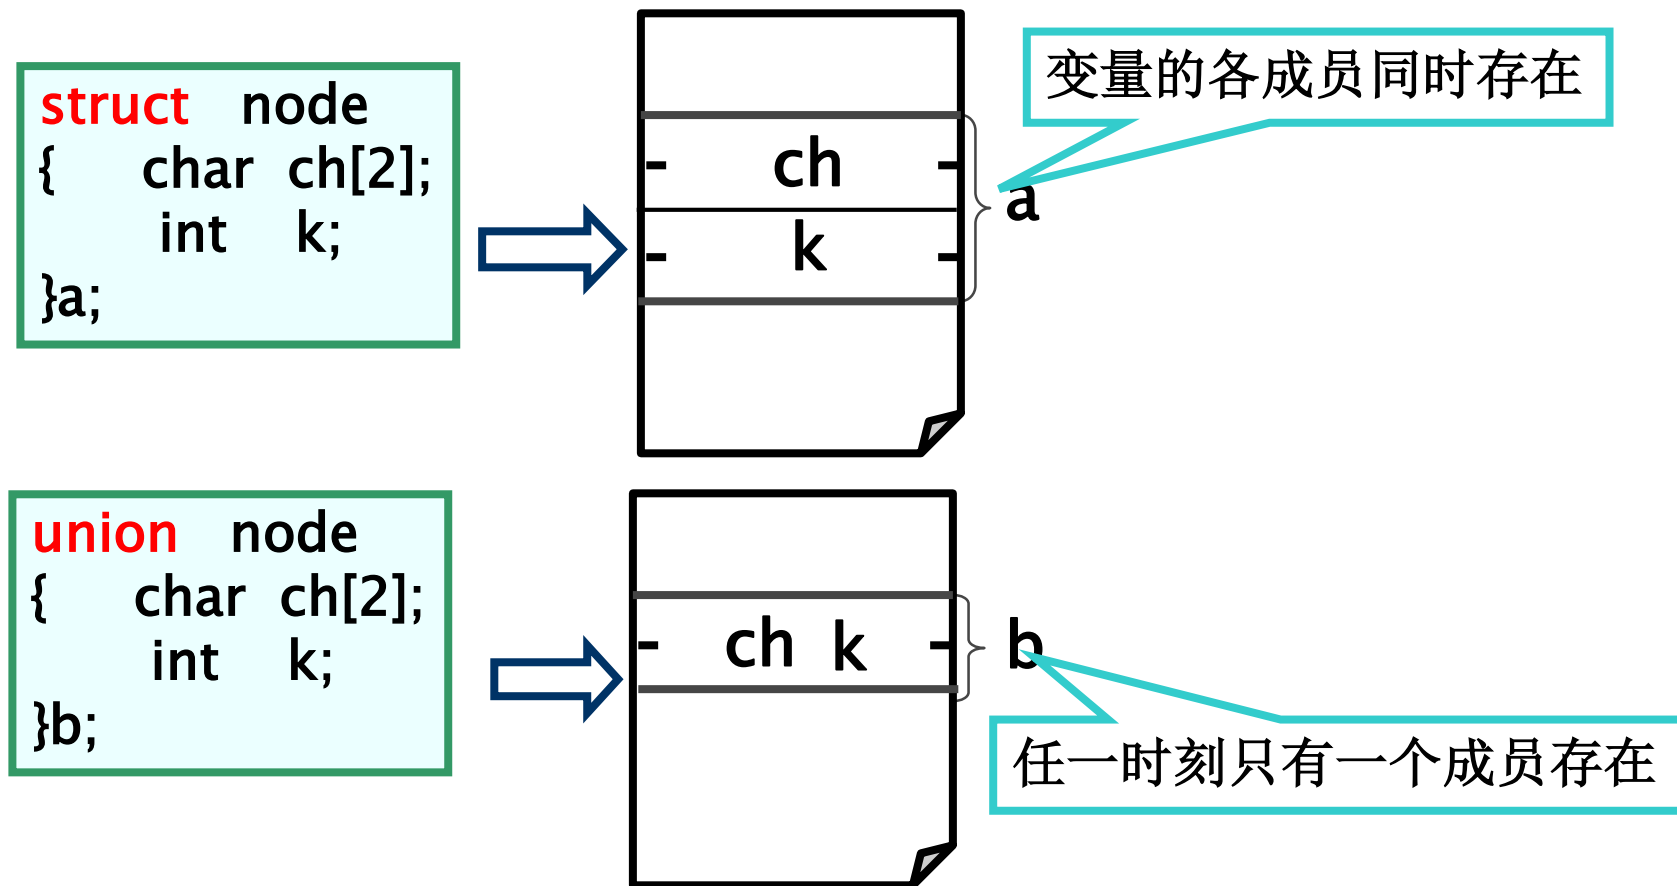 struct node
{ char ch[2];
int k;
}a;
ch
k
a
变量的各成员同时存在
union node
{ char ch[2];
int k;
}b;
ch k
b
任一时刻只有一个成员存在